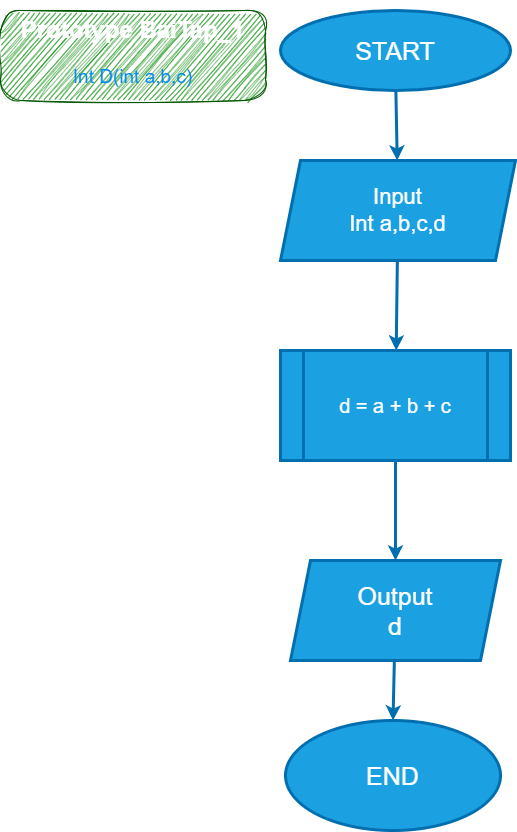 Prototype BaiTap_1
Int D(int a,b,c)
START
Input
Int a,b,c,d
d = a + b + c
Output
d
END